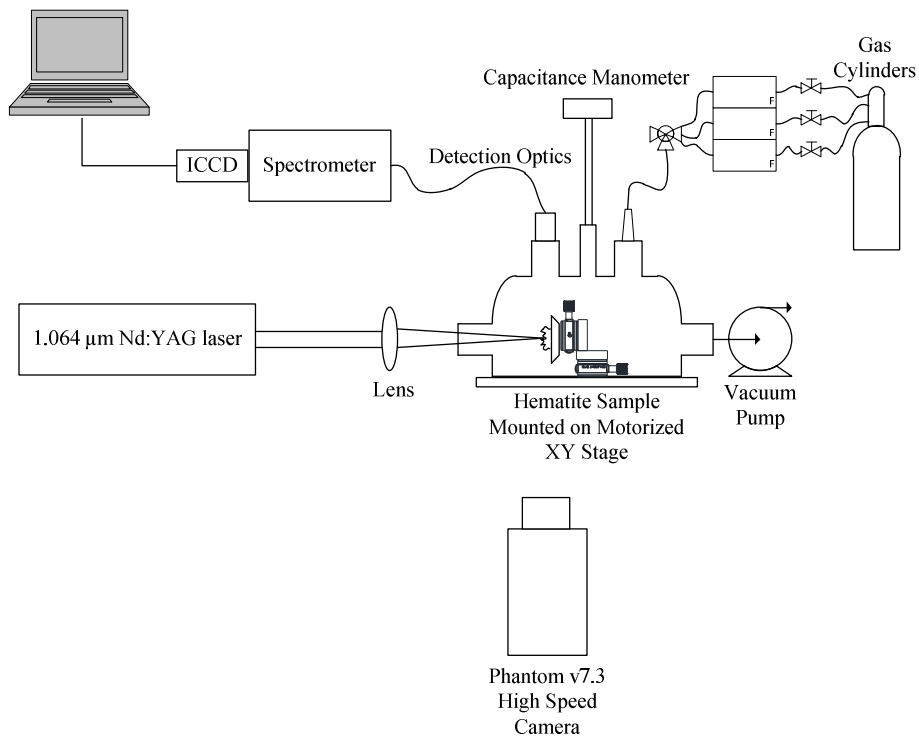 Gas
Cylinders
Capacitance Manometer
F
F
F
ICCD
Spectrometer
Detection Optics
1.064 µm Nd:YAG laser
Lens
Hematite Sample
Mounted on Motorized
XY Stage
Vacuum
Pump
Phantom v7.3
High Speed
Camera